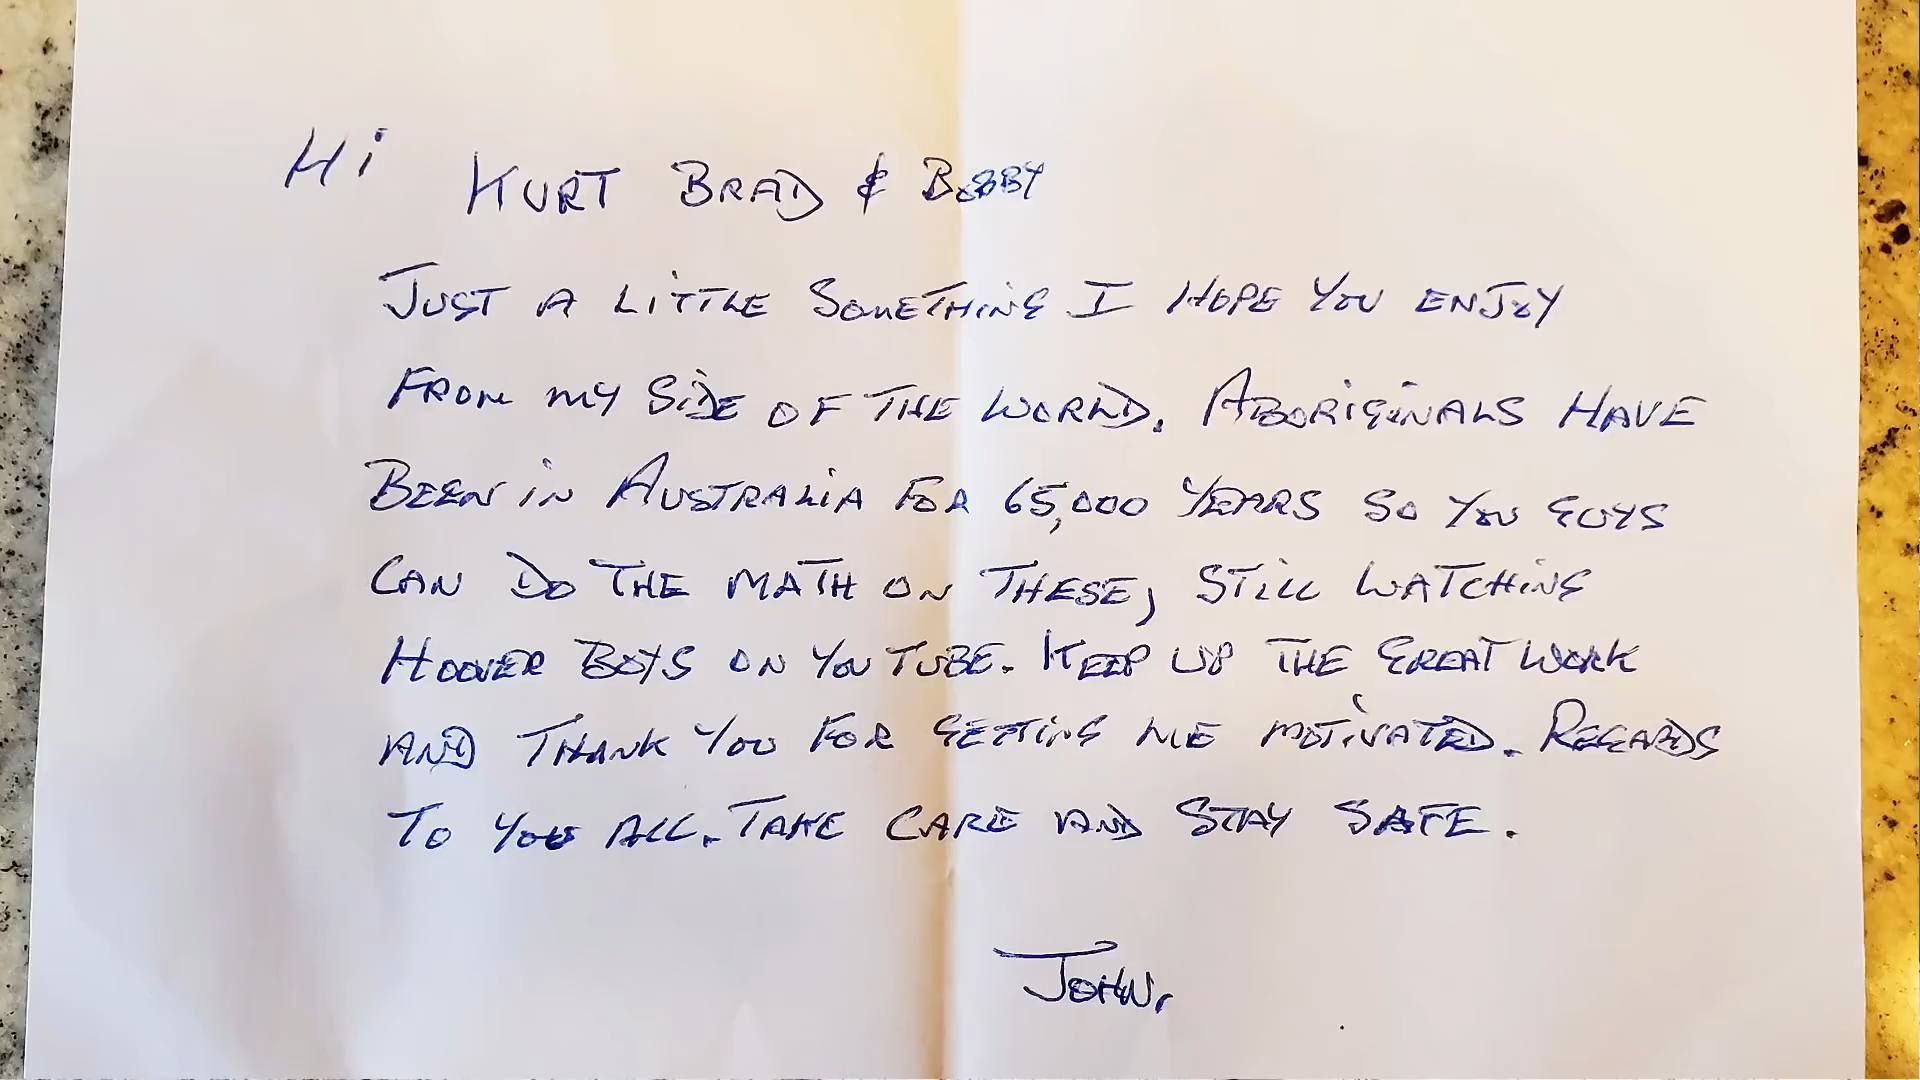 Hi KURT BRAD & BOBBY
JUST A LITTLE SOMETHING I HOPE YOU ENJOY
FROM MY SIDE OF THE WORLD. ABORIGINALS HAVE
BEEN IN AUSTRALIA FOR 65,000 YEARS SO YOU GUYS
CAN DO THE MATH ON THESE, STILL WATCHING
HOOVER BOYS ON YOUTUBE. KEEP UP THE GREAT WORK
AND THANK YOU FOR GETTING ME MOTIVATED. REGARDS
TO YOU ALL. TAKE CARE AND STAY SAFE.
JOHN.